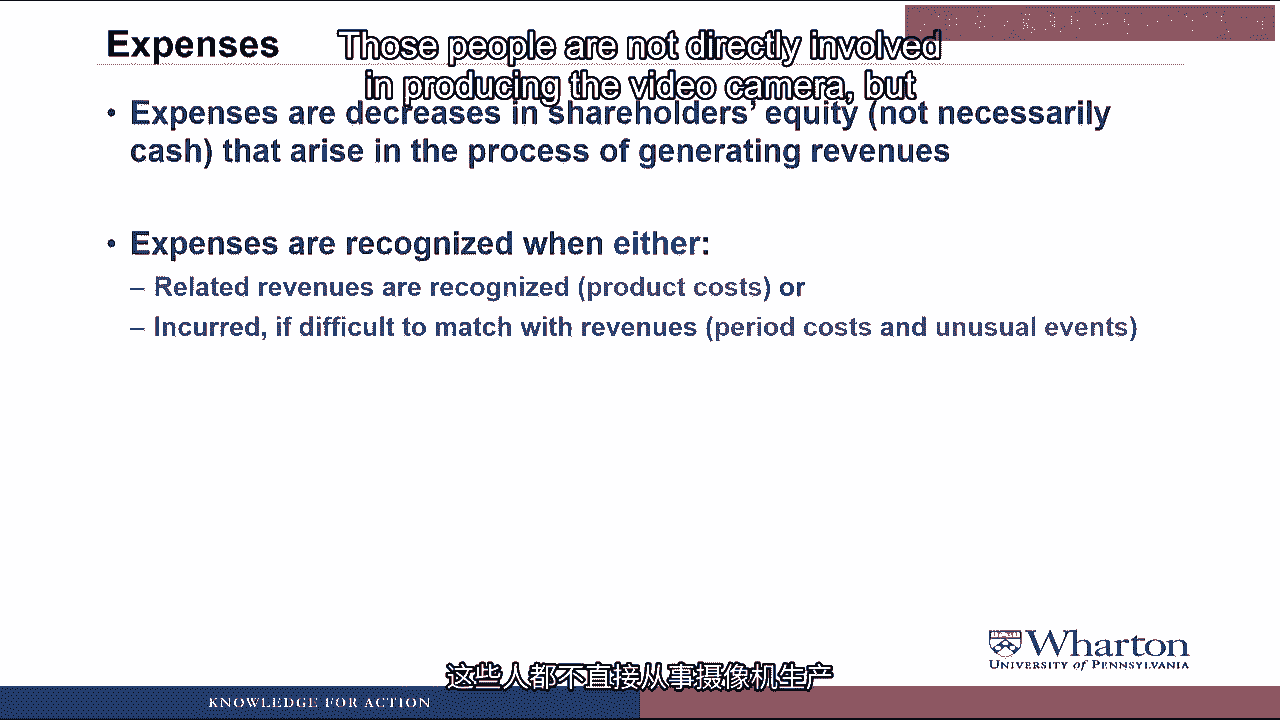 Expenses
Those people are not directly involved
in producing the video camera, but
• Expenses are decreases in shareholders’ equity (not necessarily
cash) that arise in the process of generating revenues
• Expenses are recognized when either:
– Related revenues are recognized (product costs) or
– Incurred, if difficult to match with revenues (period costs and unusual events)
Wharton
UNIVERSITY of PENNSYLVANIA
这些人都不直接从事摄像机生产
KNOWLEDGE FOR ACTION